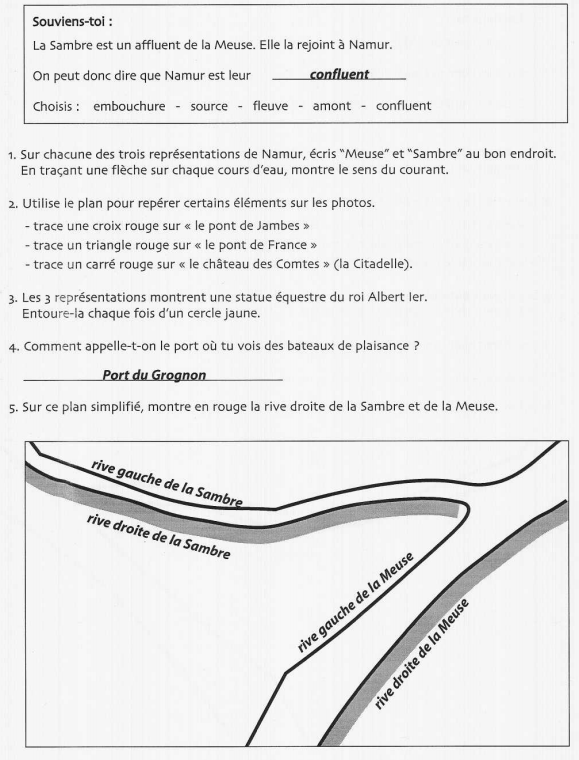 Souviens-toi :
La Sambre est un affluent de la Meuse. Elle la rejoint à Namur.
On peut donc dire que Namur est leur confluent
Choisis : embouchure - source - fleuve - amont - confluent
1. Sur chacune des trois représentations de Namur, écris "Meuse" et "Sambre" au bon endroit.
En traçant une flèche sur chaque cours d'eau, montre le sens du courant.
2. Utilise le plan pour repérer certains éléments sur les photos.
- trace une croix rouge sur « le pont de Jambes »
- trace un triangle rouge sur « le pont de France »
- trace un carré rouge sur « le château des Comtes » (la Citadelle).
3. Les 3 représentations montrent une statue équestre du roi Albert Ier.
Entoure-la chaque fois d'un cercle jaune.
4. Comment appelle-t-on le port où tu vois des bateaux de plaisance ?
Port du Grognon
5. Sur ce plan simplifié, montre en rouge la rive droite de la Sambre et de la Meuse.
rive gauche de la Sambre
rive droite de la Sambre
rive gauche de la Meuse
rive droite de la Meuse